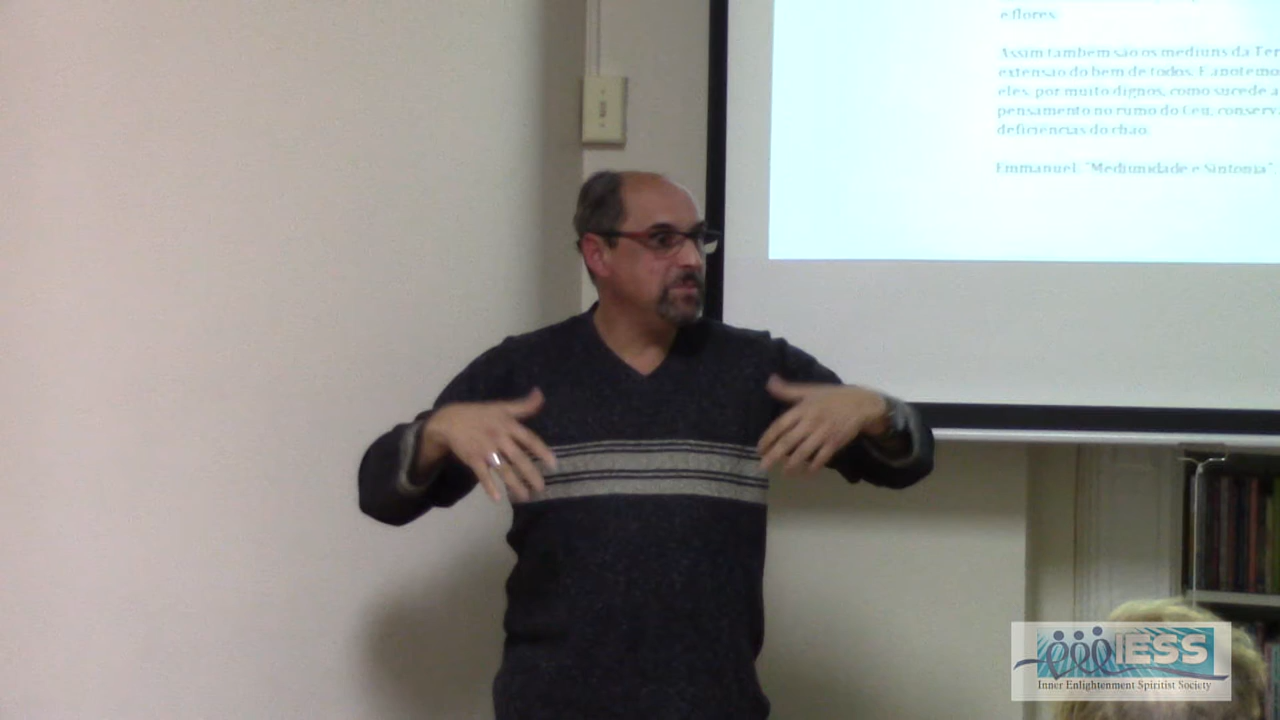 e flores.
Assim também são os médiuns da Ter
extensão do bem de todos. E anotemo
eles, por muito dignos, como sucede a
pensamento no rumo do Céu, conserv
deficiências do chão.
Emmanuel. "Mediunidade e Sintonia".
IESS
Inner Enlightenment Spiritist Society